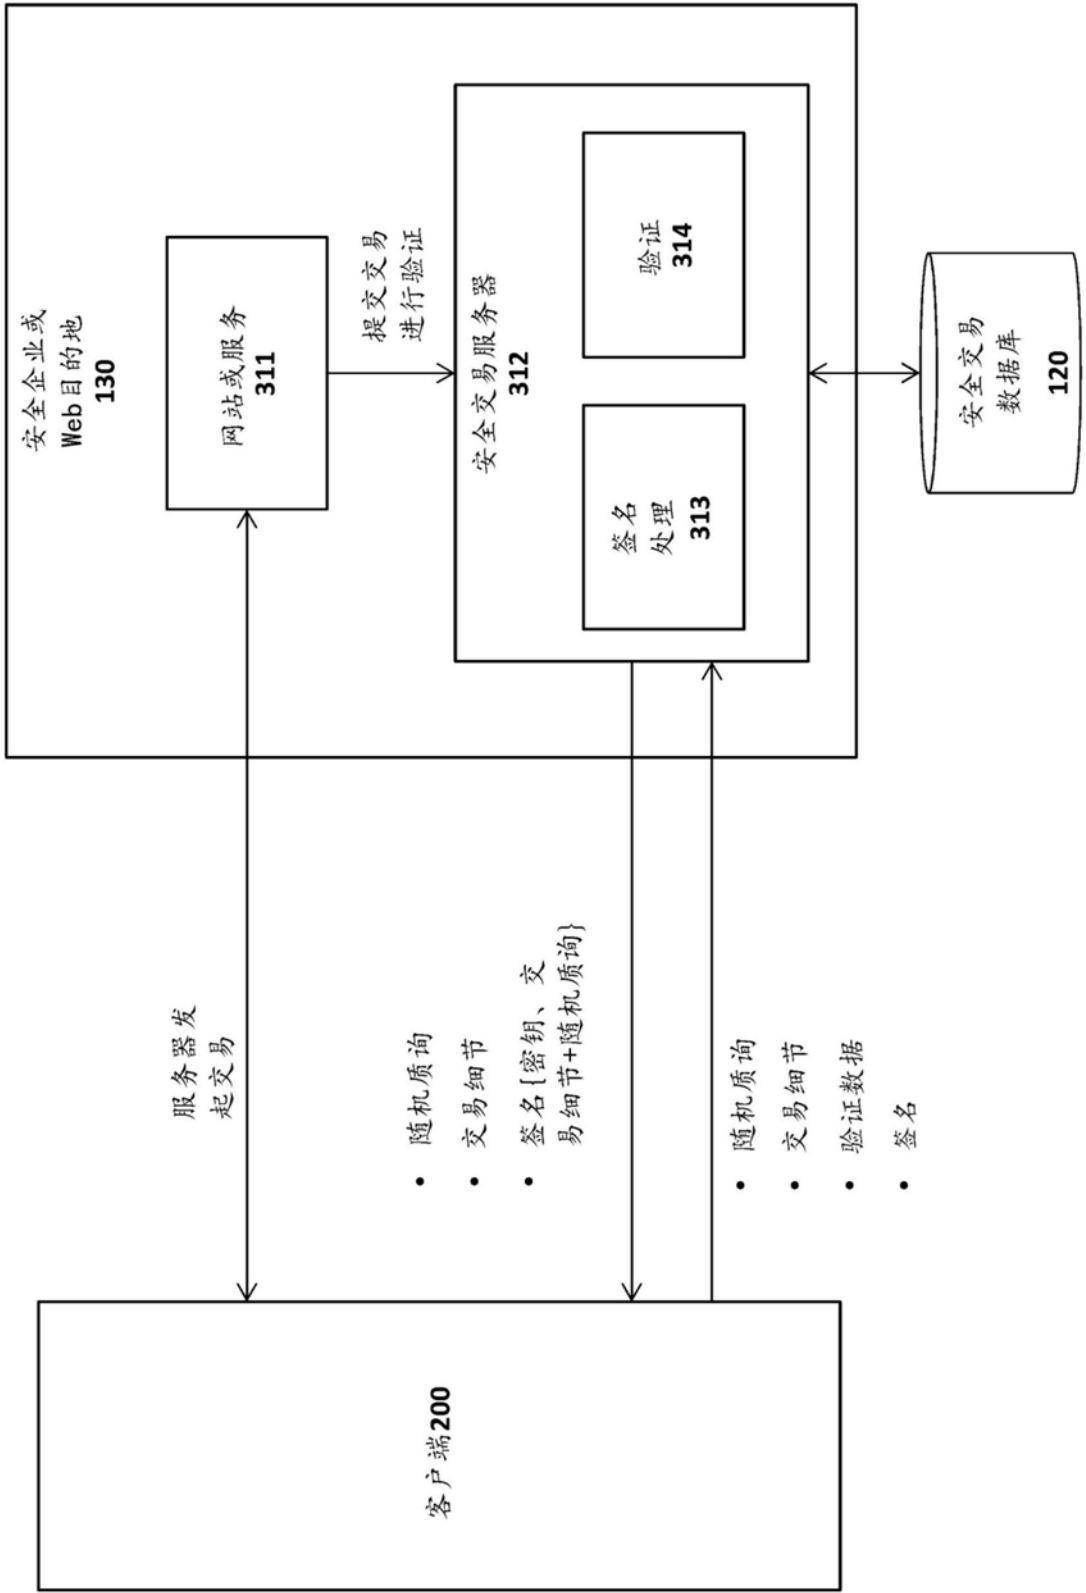 安全企业或
Web目的地
130
网站或服务
311
提交交易
进行验证
安全交易服务器
312
签名
处理
313
验证
314
安全交易
数据库
120
服务器发
起交易
• 随机质询
• 交易细节
• 签名{密钥、交
易细节+随机质询}
• 随机质询
• 交易细节
• 验证数据
• 签名
客户端200